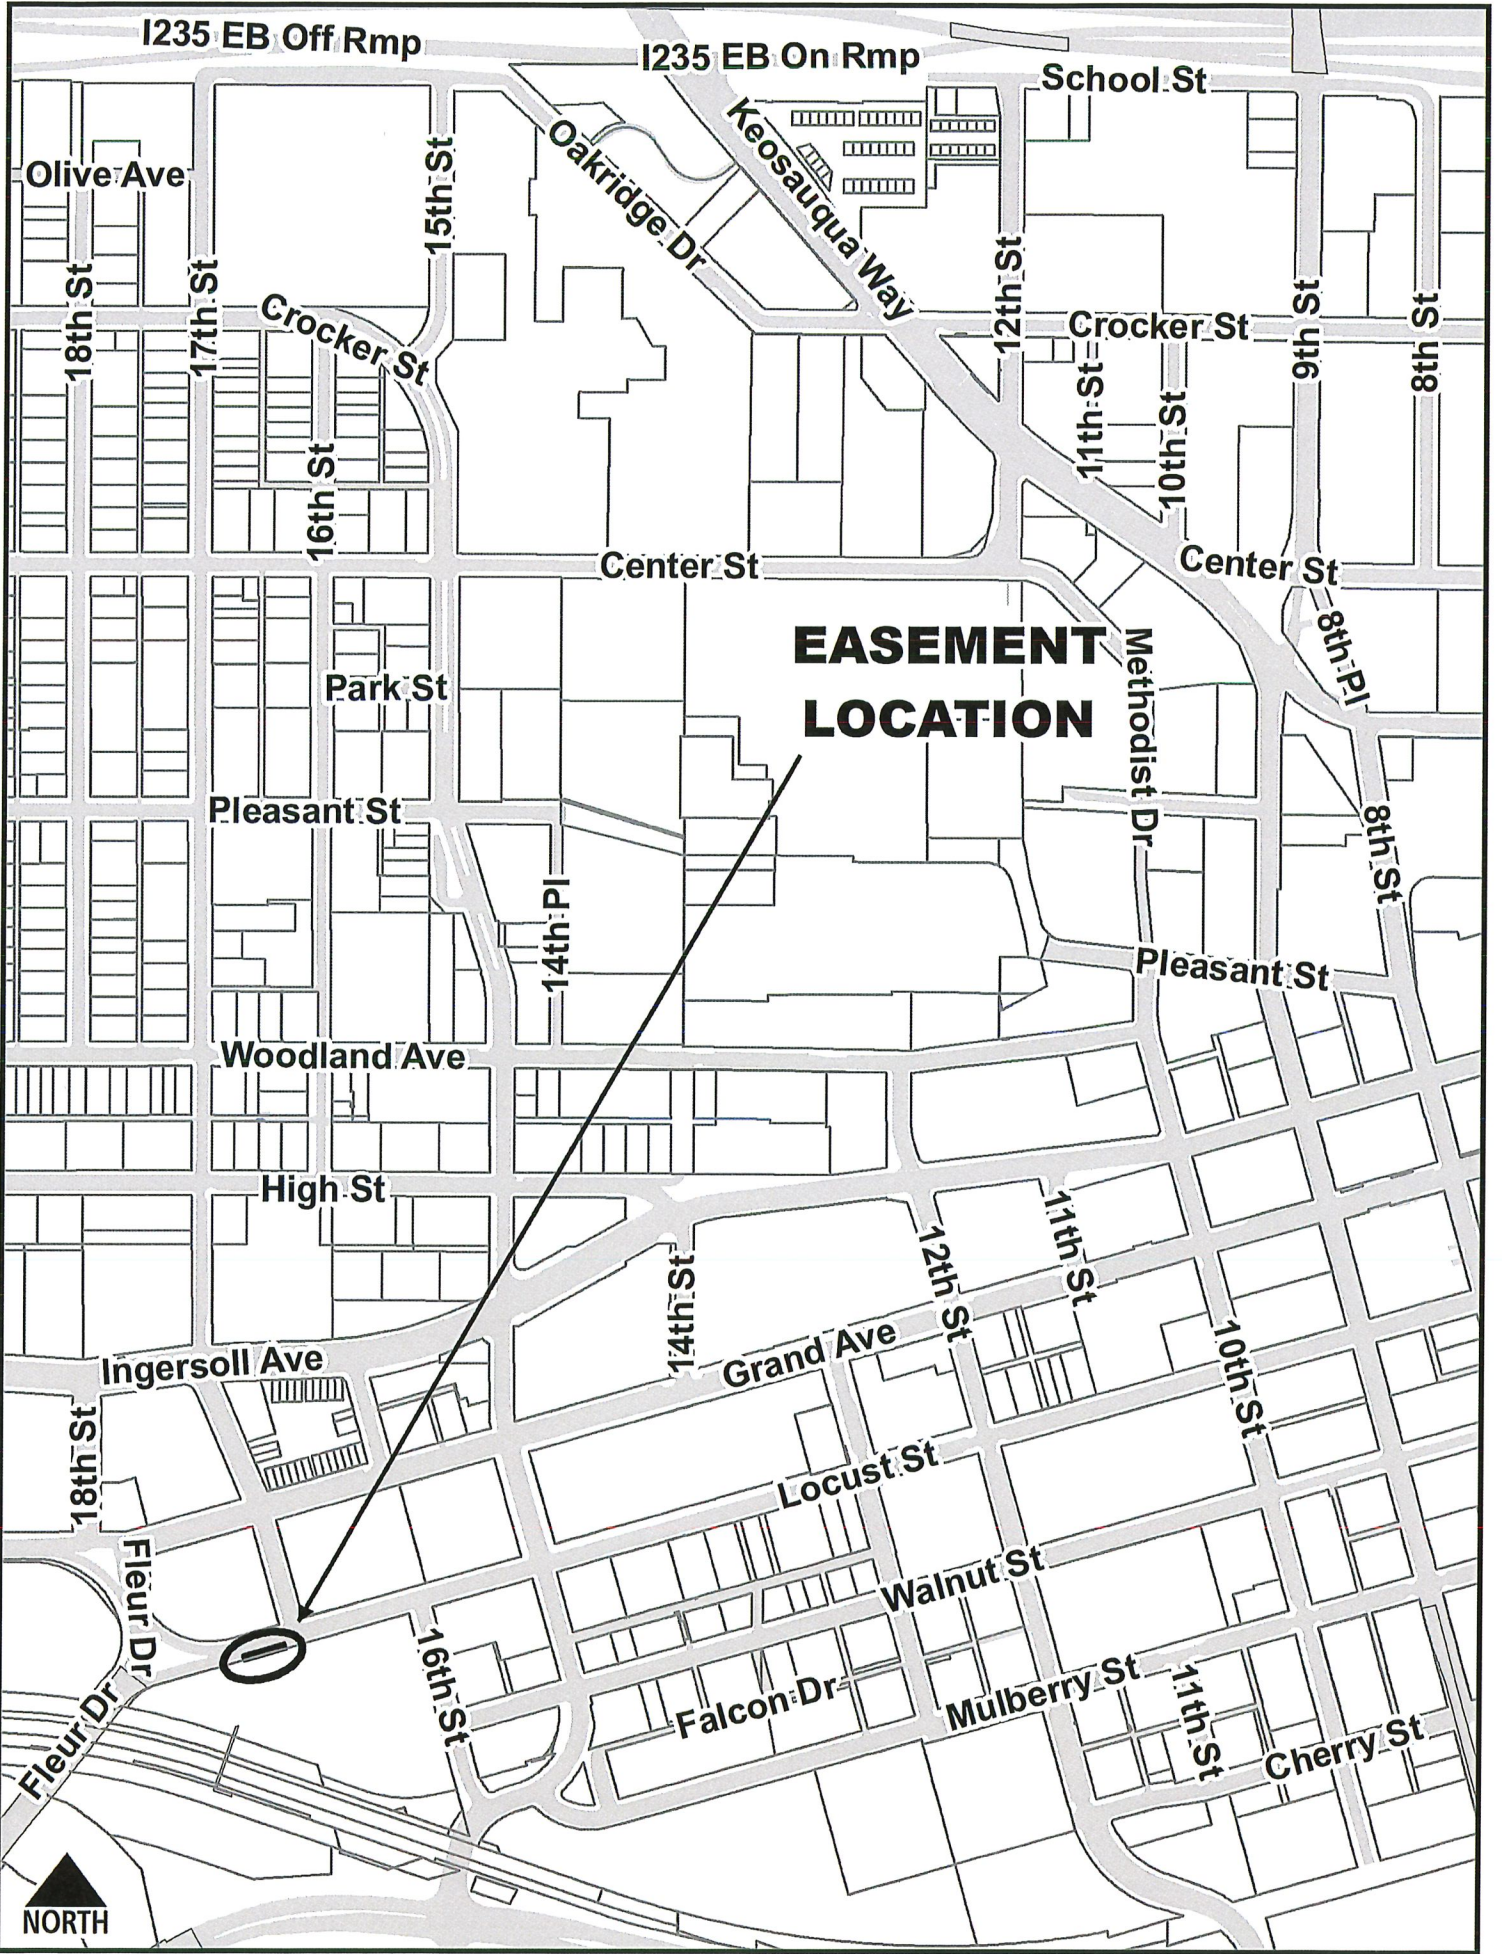 I235 EB Off Rmp
I235 EB On Rmp
School St
Keosauqua Way
Oakridge Dr
15th St
Olive Ave
12th St
18th St
17th St
Crocker St
Crocker St
9th St
8th St
11th St
10th St
16th St
Center St
Center St
EASEMENT
LOCATION
8th Pl
Methodist Dr
Park St
Pleasant St
8th St
14th Pl
Pleasant St
Woodland Ave
High St
11th St
12th St
14th St
Grand Ave
Ingersoll Ave
10th St
18th St
Locust St
Fleur Dr
Walnut St
16th St
Falcon Dr
Mulberry St
11th St
Cherry St
Fleur Dr
NORTH